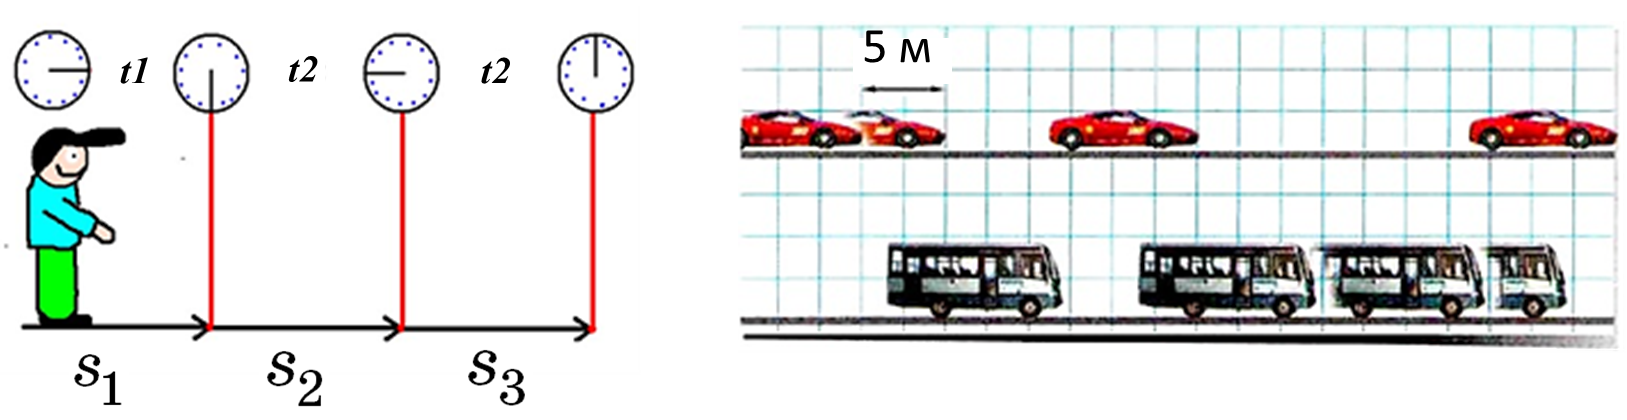 t1 t2 t2
s1 s2 s3
5 м